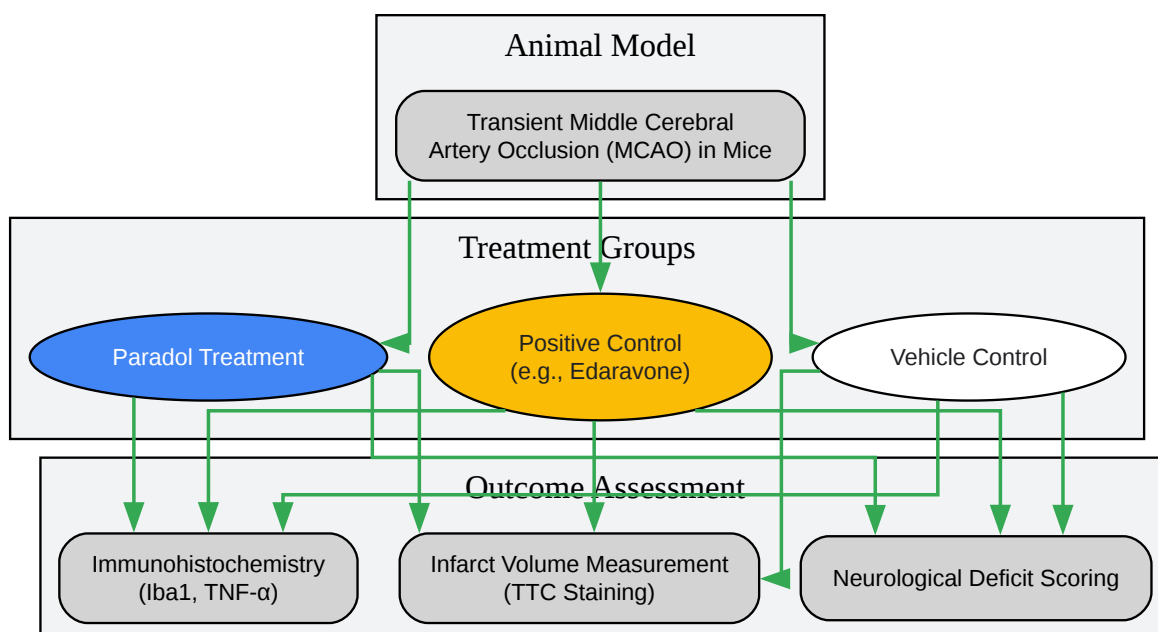 Animal Model
Transient Middle Cerebral
Artery Occlusion (MCAO) in Mice
Treatment Groups
Paradol Treatment
Positive Control
(e.g., Edaravone)
Vehicle Control
Outcome Assessment
Immunohistochemistry
(Iba1, TNF-α)
Infarct Volume Measurement
(TTC Staining)
Neurological Deficit Scoring